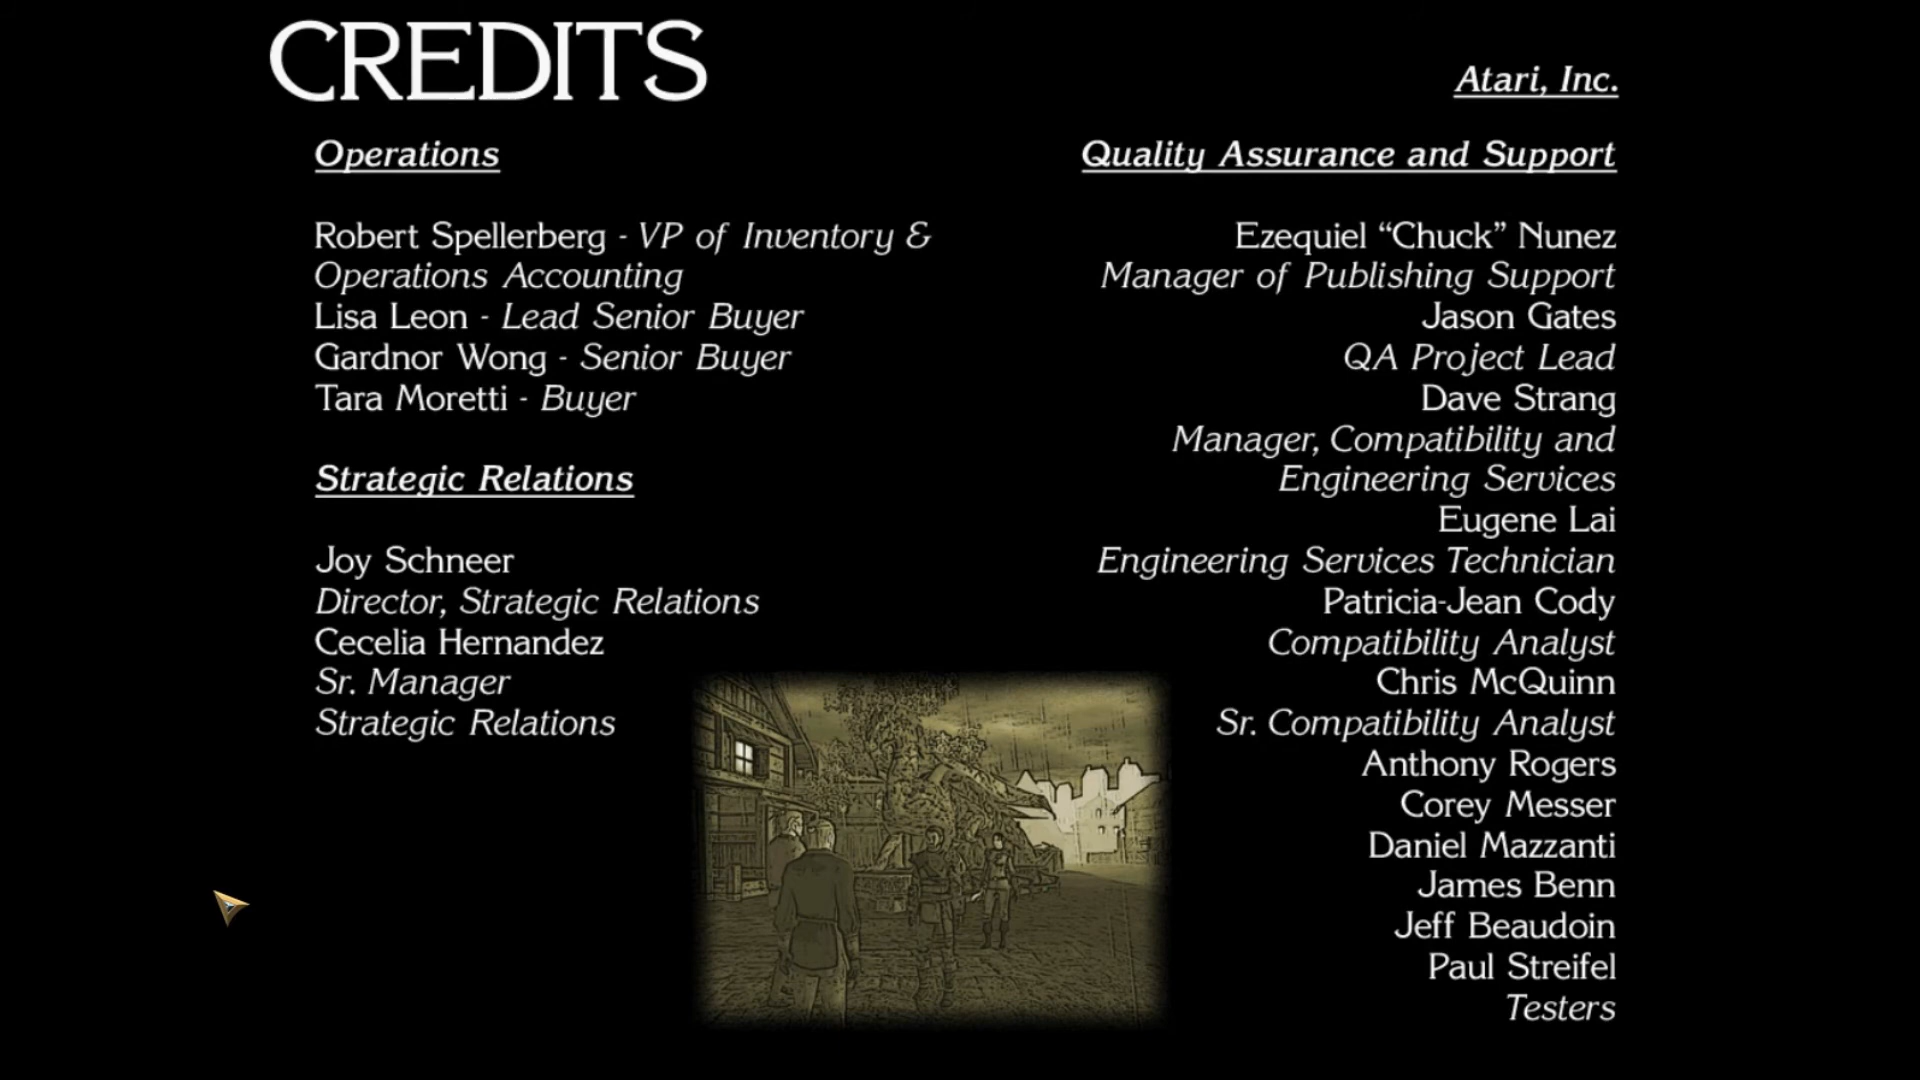 CREDITS
Atari, Inc.
Operations
Robert Spellerberg - VP of Inventory &
Operations Accounting
Lisa Leon - Lead Senior Buyer
Gardnor Wong - Senior Buyer
Tara Moretti - Buyer
Strategic Relations
Joy Schneer
Director, Strategic Relations
Cecelia Hernandez
Sr. Manager
Strategic Relations
Quality Assurance and Support
Ezequiel “Chuck” Nunez
Manager of Publishing Support
Jason Gates
QA Project Lead
Dave Strang
Manager, Compatibility and
Engineering Services
Eugene Lai
Engineering Services Technician
Patricia-Jean Cody
Compatibility Analyst
Chris McQuinn
Sr. Compatibility Analyst
Anthony Rogers
Corey Messer
Daniel Mazzanti
James Benn
Jeff Beaudoin
Paul Streifel
Testers